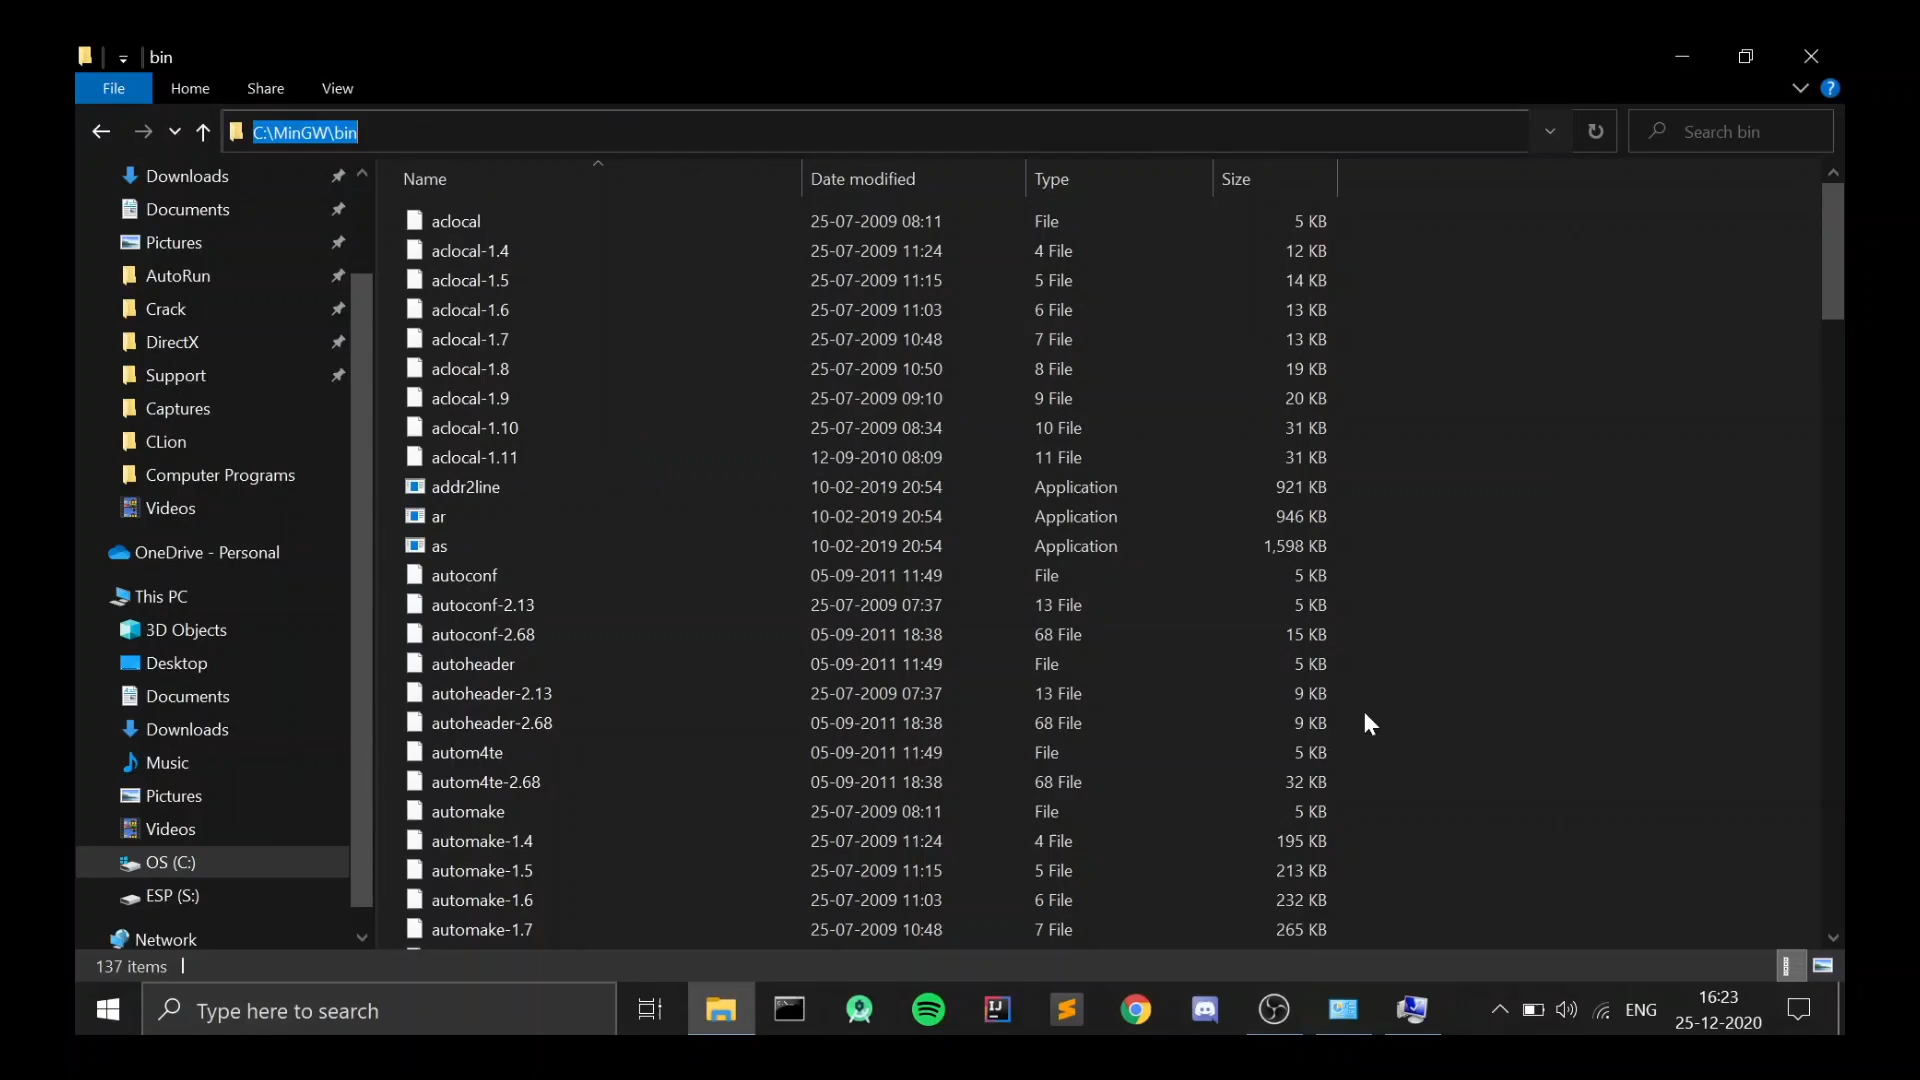 bin
File Home Share View
C:\MinGW\bin
Search bin
Downloads
Documents
Pictures
AutoRun
Crack
DirectX
Support
Captures
CLion
Computer Programs
Videos
OneDrive - Personal
This PC
3D Objects
Desktop
Documents
Downloads
Music
Pictures
Videos
OS (C:)
ESP (S:)
Network
Name Date modified Type Size
aclocal 25-07-2009 08:11 File 5 KB
aclocal-1.4 25-07-2009 11:24 4 File 12 KB
aclocal-1.5 25-07-2009 11:15 5 File 14 KB
aclocal-1.6 25-07-2009 11:03 6 File 13 KB
aclocal-1.7 25-07-2009 10:48 7 File 13 KB
aclocal-1.8 25-07-2009 10:50 8 File 19 KB
aclocal-1.9 25-07-2009 09:10 9 File 20 KB
aclocal-1.10 25-07-2009 08:34 10 File 31 KB
aclocal-1.11 12-09-2010 08:09 11 File 31 KB
addr2line 10-02-2019 20:54 Application 921 KB
ar 10-02-2019 20:54 Application 946 KB
as 10-02-2019 20:54 Application 1,598 KB
autoconf 05-09-2011 11:49 File 5 KB
autoconf-2.13 25-07-2009 07:37 13 File 5 KB
autoconf-2.68 05-09-2011 18:38 68 File 15 KB
autoheader 05-09-2011 11:49 File 5 KB
autoheader-2.13 25-07-2009 07:37 13 File 9 KB
autoheader-2.68 05-09-2011 18:38 68 File 9 KB
autom4te 05-09-2011 11:49 File 5 KB
autom4te-2.68 05-09-2011 18:38 68 File 32 KB
automake 25-07-2009 08:11 File 5 KB
automake-1.4 25-07-2009 11:24 4 File 195 KB
automake-1.5 25-07-2009 11:15 5 File 213 KB
automake-1.6 25-07-2009 11:03 6 File 232 KB
automake-1.7 25-07-2009 10:48 7 File 265 KB
137 items
Type here to search
ENG
16:23
25-12-2020